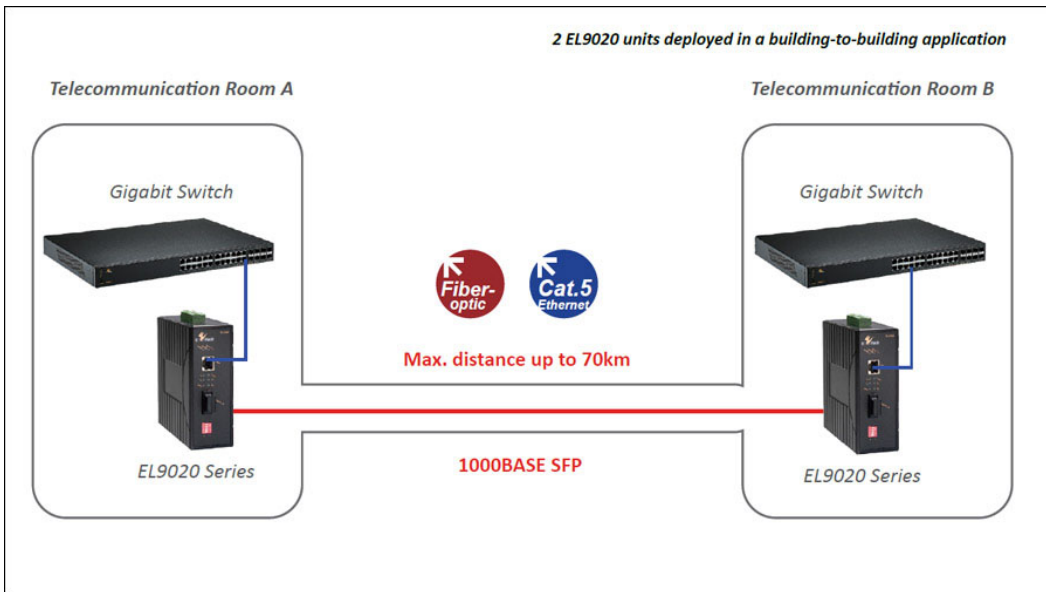 2 EL9020 units deployed in a building-to-building application
Telecommunication Room A
Telecommunication Room B
Gigabit Switch
Gigabit Switch
Fiber-
optic
Cat.5
Ethernet
Max. distance up to 70km
1000BASE SFP
EL9020 Series
EL9020 Series